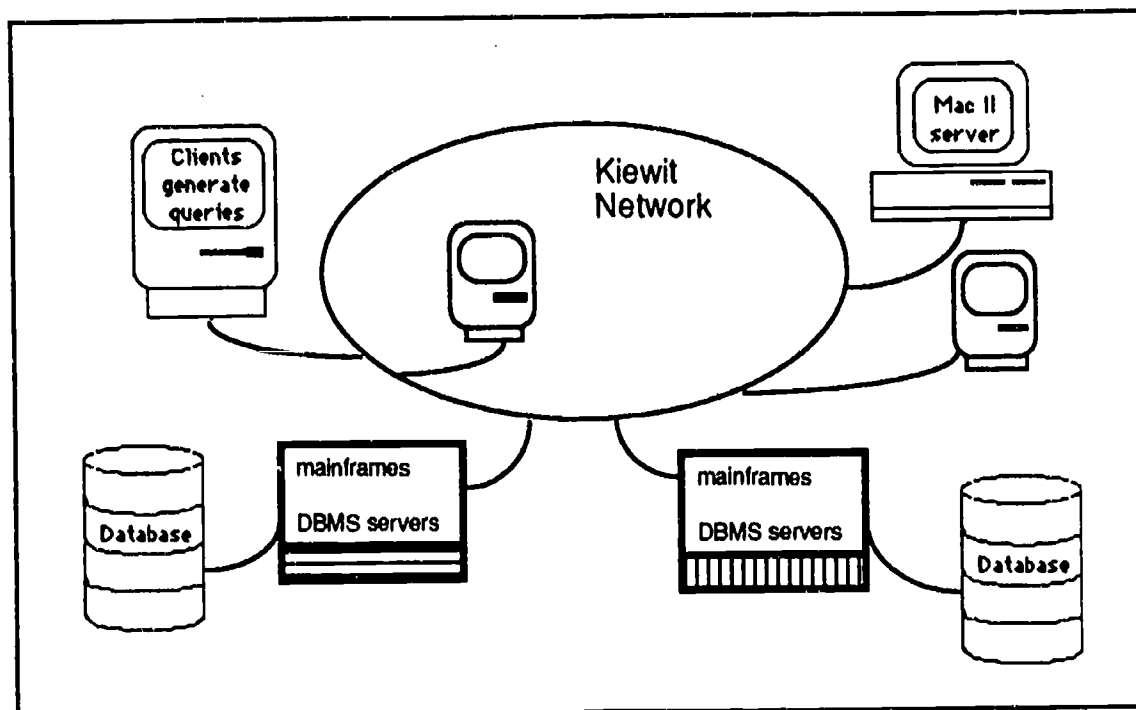 Clients
generate
queries
Kiewit
Network
Mac II
server
mainframes
DBMS servers
Database
mainframes
DBMS servers
Database